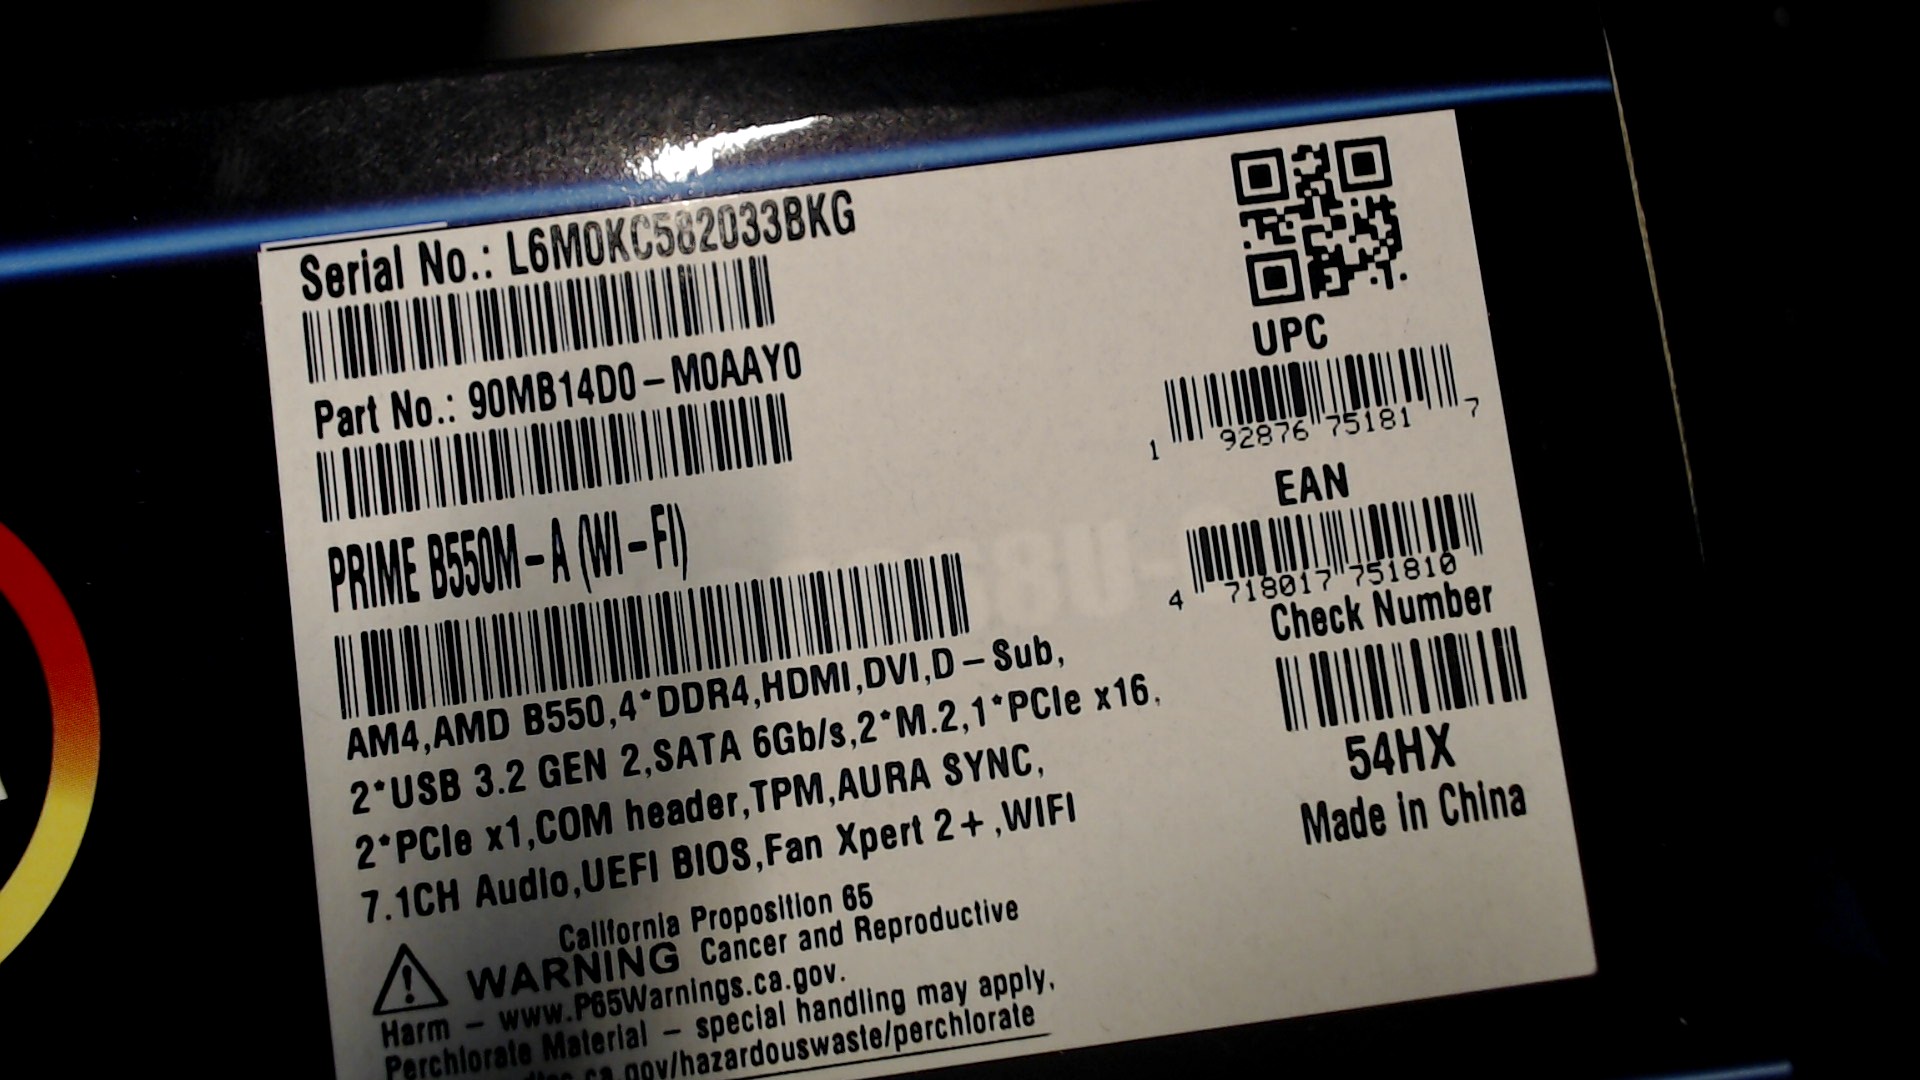 Serial No.: L6M0KC582033BKG
Part No.: 90MB14D0-M0AAY0
PRIME B550M-A (WI-FI)
AM4,AMD B550,4*DDR4,HDMI,DVI,D-Sub,
2*USB 3.2 GEN 2,SATA 6Gb/s,2*M.2,1*PCIe x16,
2*PCIe x1,COM header,TPM,AURA SYNC,
7.1CH Audio,UEFI BIOS,Fan Xpert 2+,WIFI
California Proposition 65
WARNING Cancer and Reproductive
Harm - www.P65Warnings.ca.gov.
Perchlorate Material - special handling may apply,
ca.gov/hazardouswaste/perchlorate
UPC
1 92876 75181 7
EAN
4 718017 751810
Check Number
54HX
Made in China